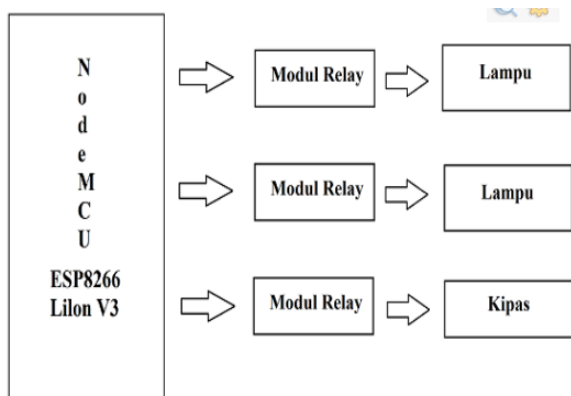 N
o
d
e
M
C
U
ESP8266
Lilon V3
Modul Relay
Lampu
Modul Relay
Lampu
Modul Relay
Kipas